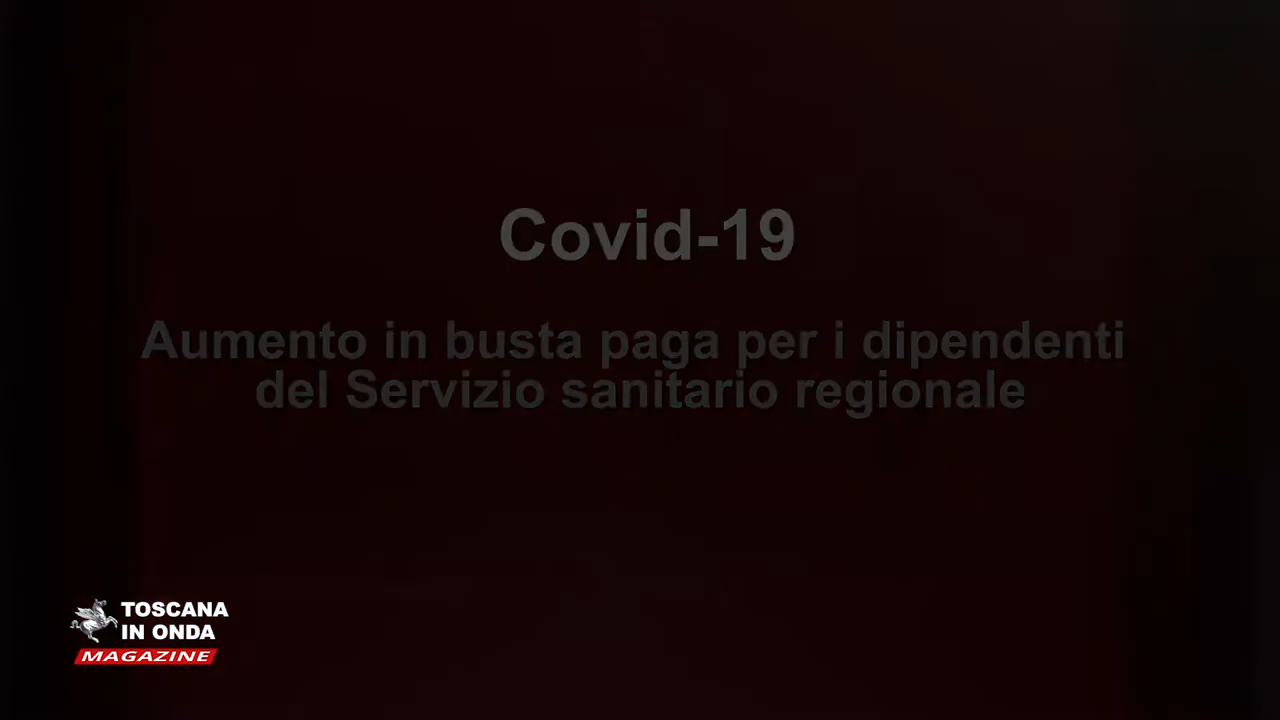 Covid-19
Aumento in busta paga per i dipendenti
del Servizio sanitario regionale
TOSCANA
IN ONDA
MAGAZINE